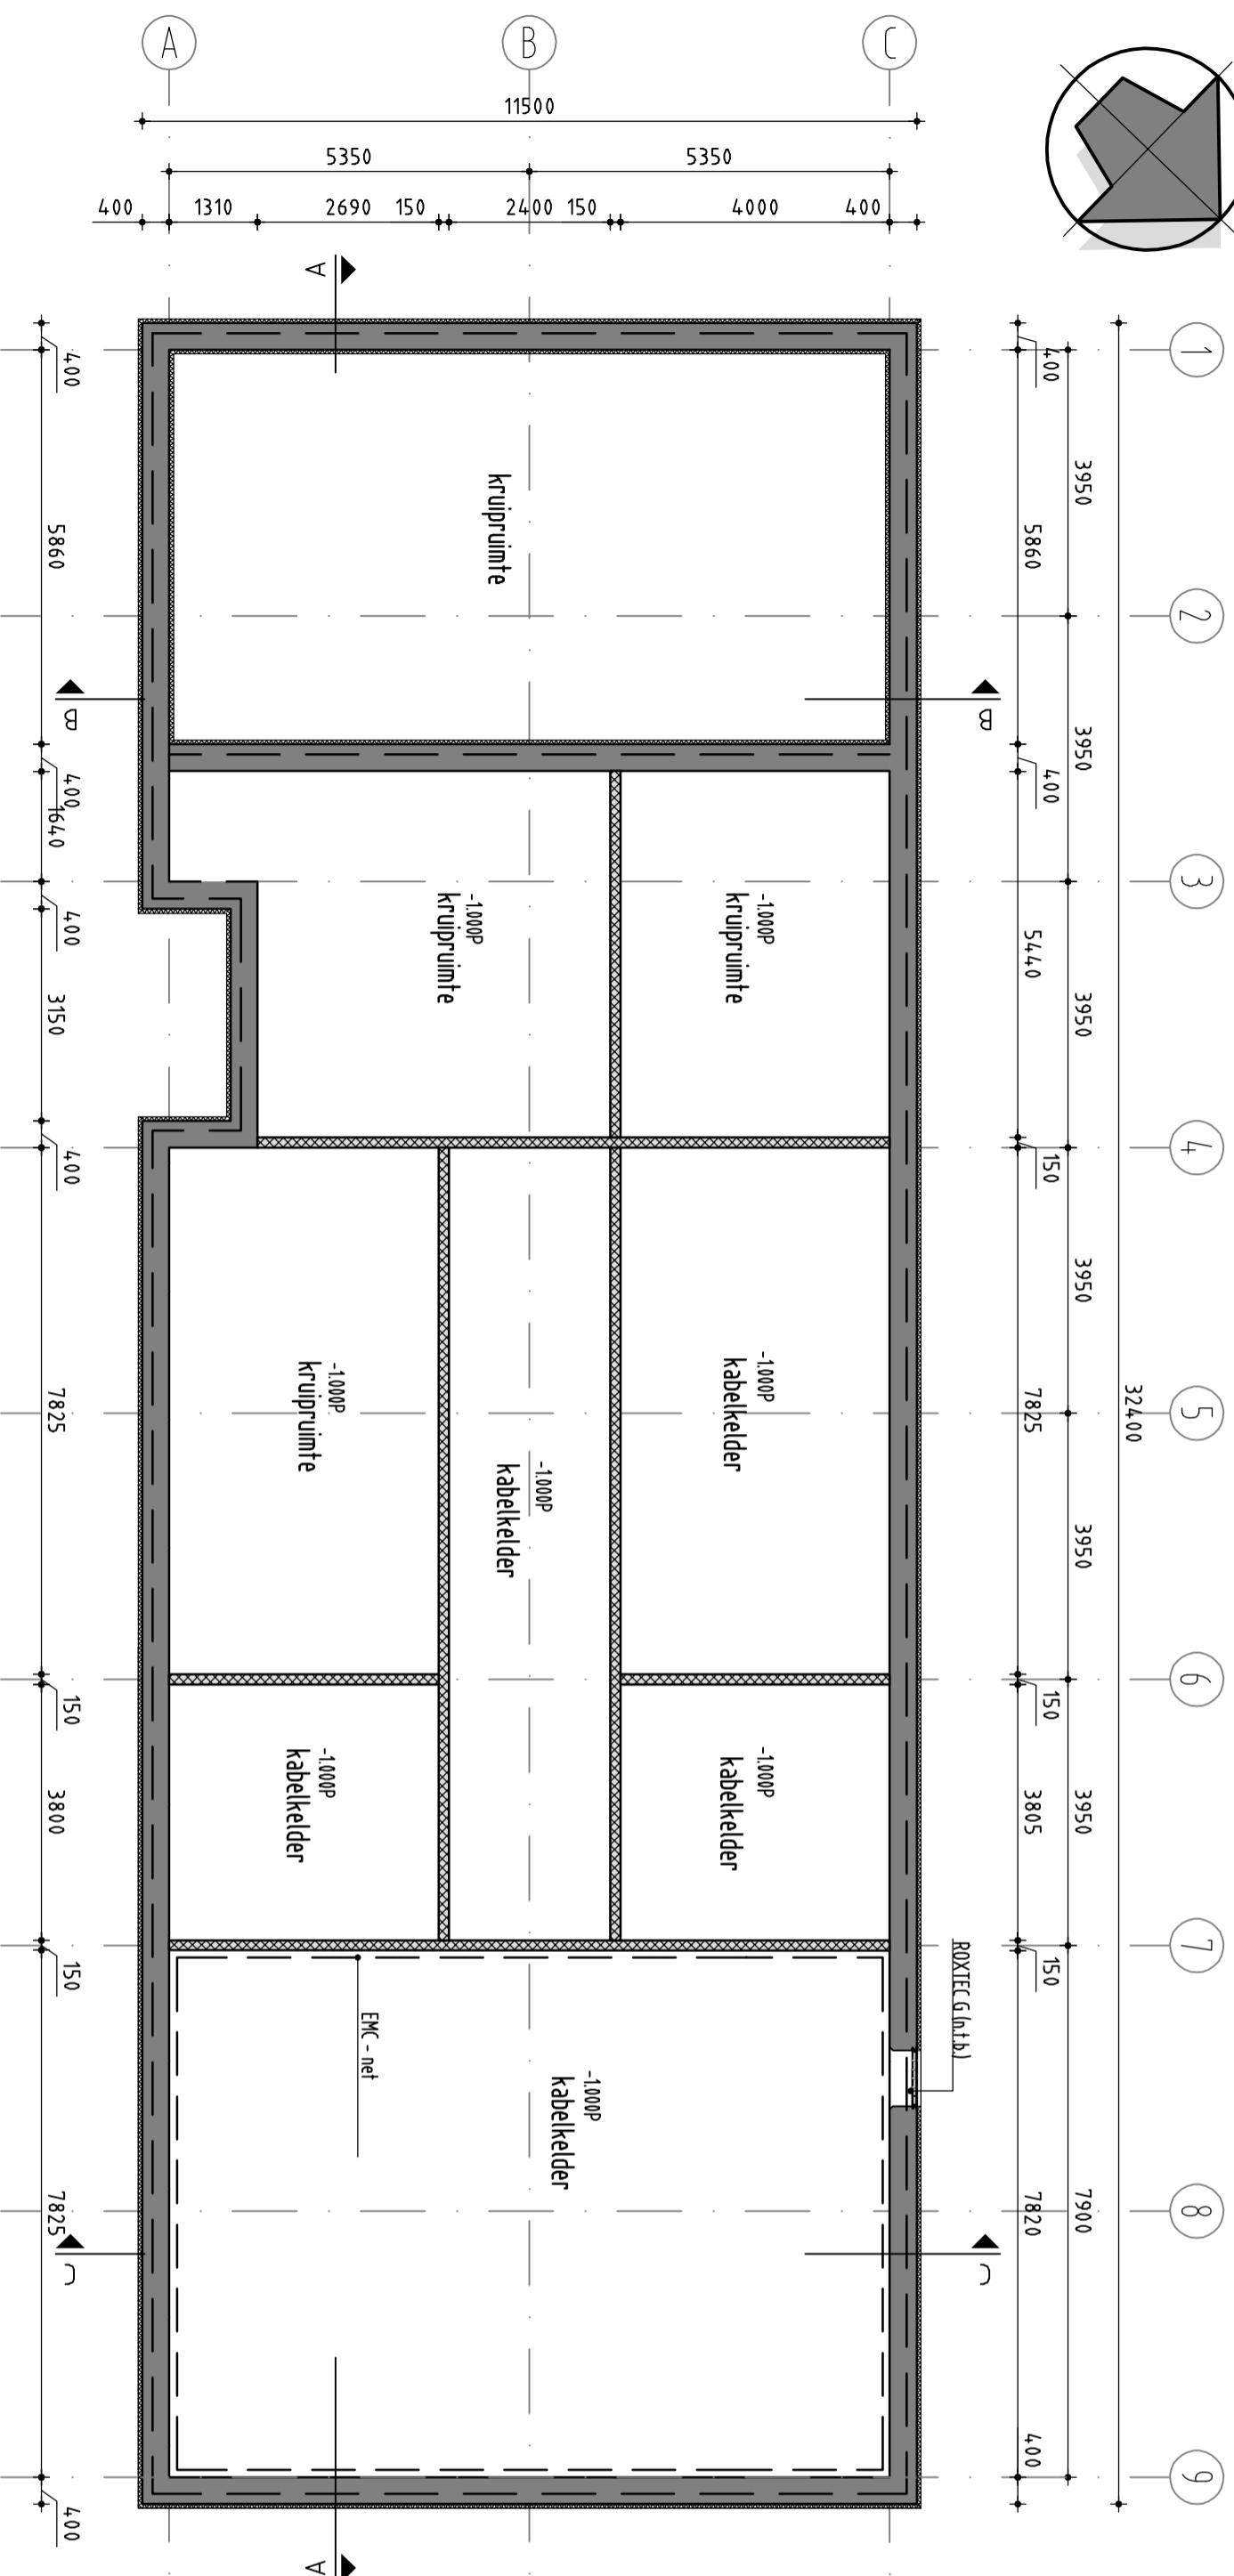 A
B
C
11500
5350
5350
400
1310
2690
150
2400
150
4000
400
A
1
2
3
4
5
6
7
8
9
32400
3950
3950
3950
3950
3950
3950
7900
400
5860
400
5440
150
7825
150
3805
150
7820
400
kruipruimte
B
B
-1.000P
kruipruimte
-1.000P
kruipruimte
-1.000P
kabelkelder
-1.000P
kabelkelder
-1.000P
kruipruimte
-1.000P
kabelkelder
-1.000P
kabelkelder
ROXTEC G (n.t.b.)
EMC - net
-1.000P
kabelkelder
C
C
A
400
5860
400
1640
400
3150
400
7825
150
3800
150
7825
400